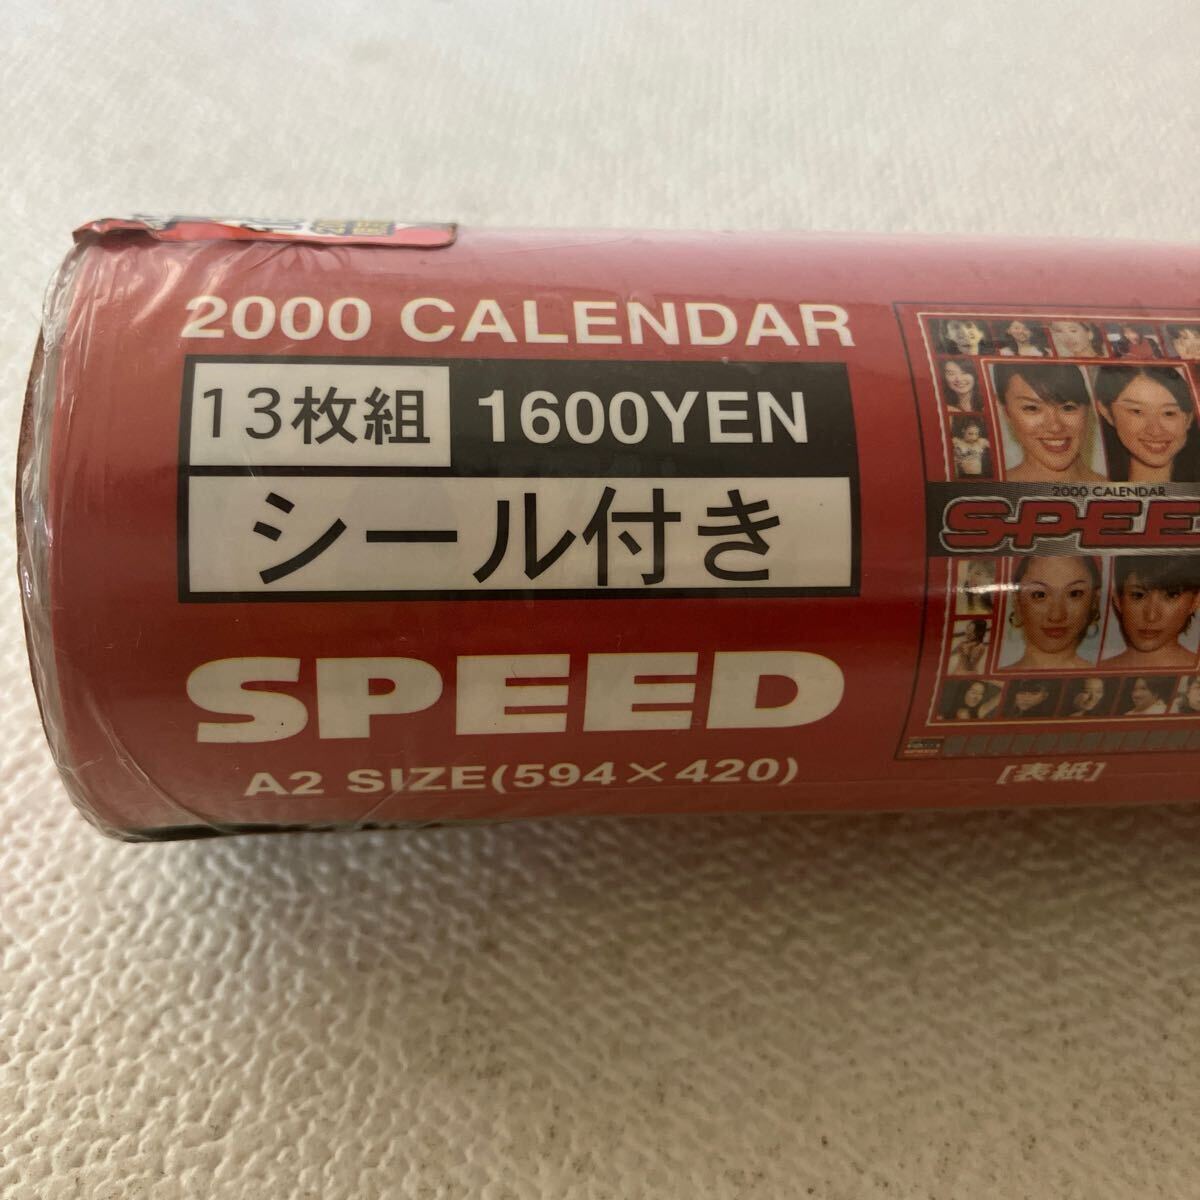 2000 CALENDAR
13枚組 1600YEN
シール付き
SPEED
A2 SIZE(594×420)
2000 CALENDAR
SPEE
[表紙]